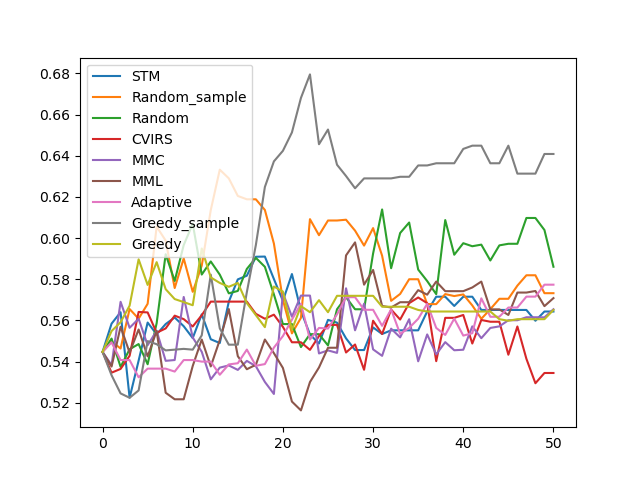 0.68
0.66
0.64
0.62
0.60
0.58
0.56
0.54
0.52
STM
Random_sample
Random
CVIRS
MMC
MML
Adaptive
Greedy_sample
Greedy
0 10 20 30 40 50